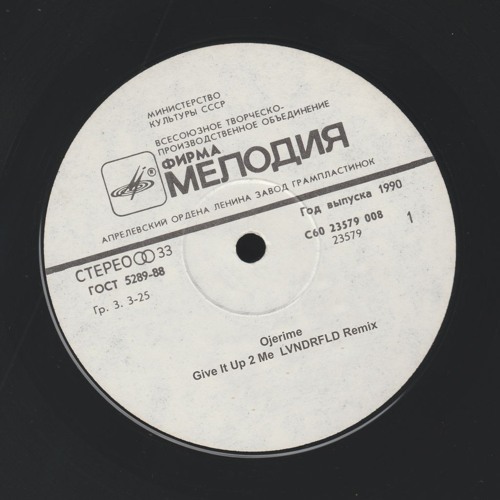 МИНИСТЕРСТВО
КУЛЬТУРЫ СССР
ВСЕСОЮЗНОЕ ТВОРЧЕСКО-
ПРОИЗВОДСТВЕННОЕ ОБЪЕДИНЕНИЕ
ФИРМА
МЕЛОДИЯ
АПРЕЛЕВСКИЙ ОРДЕНА ЛЕНИНА ЗАВОД ГРАМПЛАСТИНОК
СТЕРЕО 33
ГОСТ 5289-88
Гр. 3. 3-25
Год выпуска 1990
С60 23579 008
23579
1
Ojerime
Give It Up 2 Me LVNDRFLD Remix